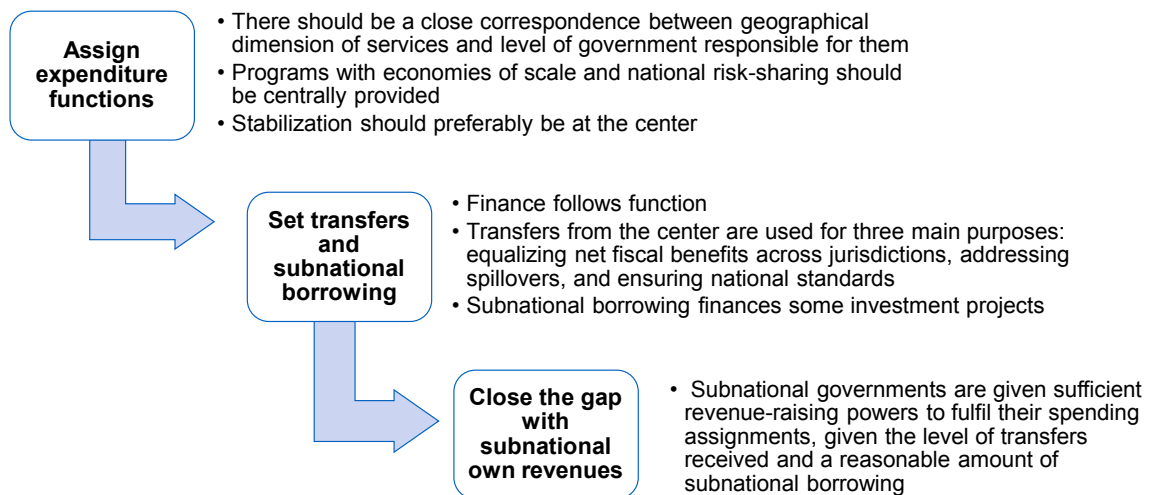 Assign
expenditure
functions
• There should be a close correspondence between geographical
dimension of services and level of government responsible for them
• Programs with economies of scale and national risk-sharing should
be centrally provided
• Stabilization should preferably be at the center
Set transfers
and
subnational
borrowing
• Finance follows function
• Transfers from the center are used for three main purposes:
equalizing net fiscal benefits across jurisdictions, addressing
spillovers, and ensuring national standards
• Subnational borrowing finances some investment projects
Close the gap
with
subnational
own revenues
• Subnational governments are given sufficient
revenue-raising powers to fulfil their spending
assignments, given the level of transfers
received and a reasonable amount of
subnational borrowing